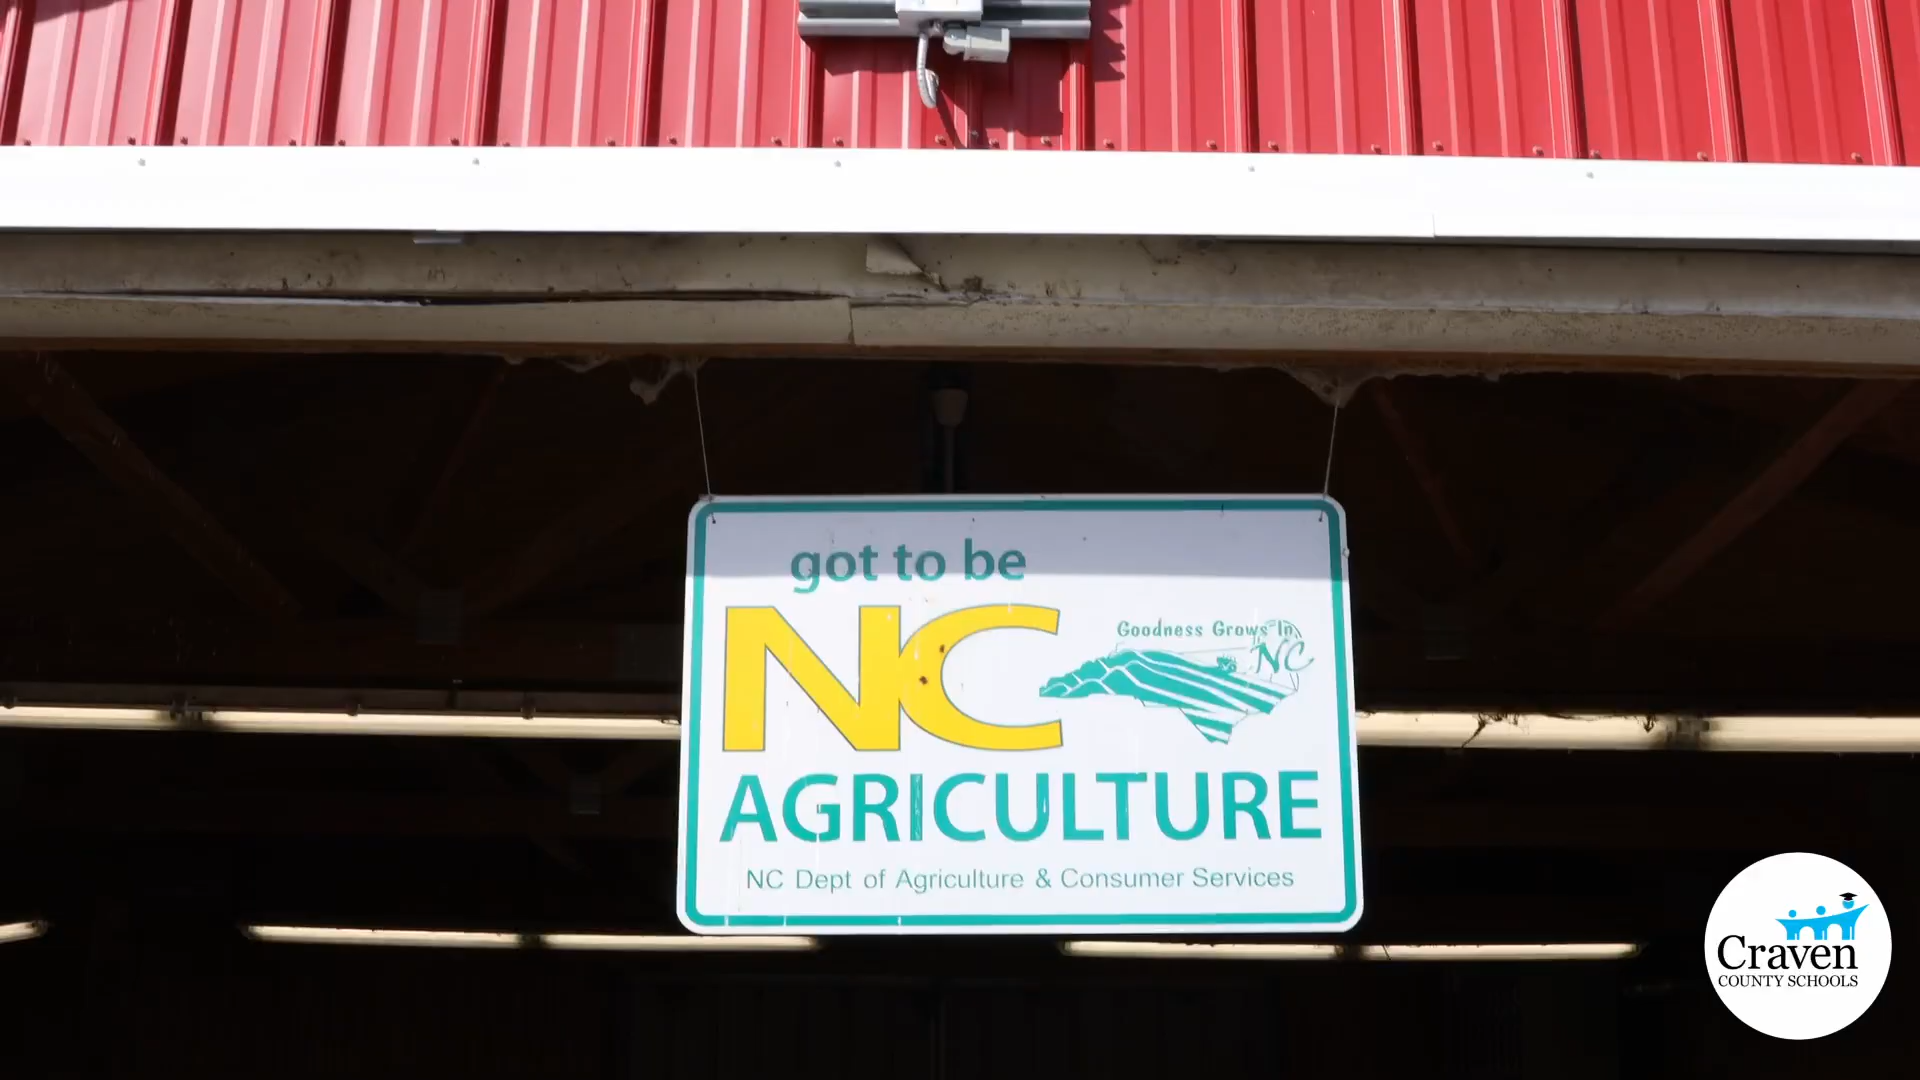 got to be
NC
Goodness Grows In
NC
AGRICULTURE
NC Dept of Agriculture & Consumer Services
Craven
COUNTY SCHOOLS